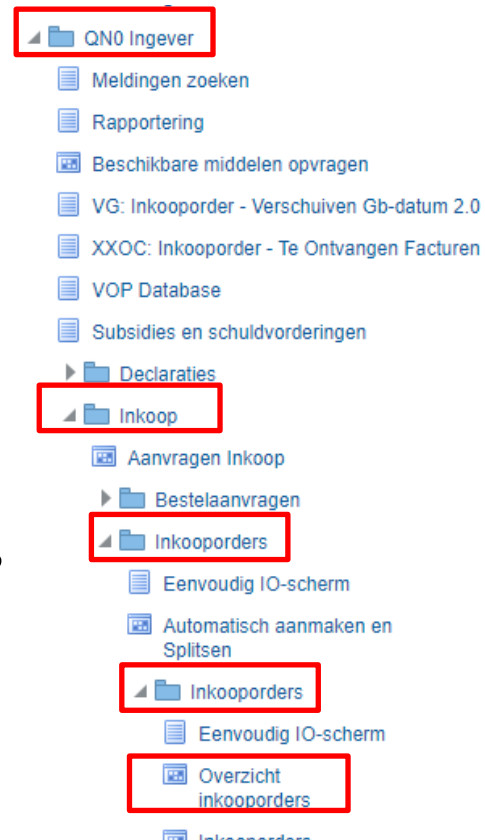 QN0 Ingever
Meldingen zoeken
Rapportering
Beschikbare middelen opvragen
VG: Inkooporder - Verschuiven Gb-datum 2.0
XXOC: Inkooporder - Te Ontvangen Facturen
VOP Database
Subsidies en schuldvorderingen
Declaraties
Inkoop
Aanvragen Inkoop
Bestelaanvragen
Inkooporders
Eenvoudig IO-scherm
Automatisch aanmaken en
Splitsen
Inkooporders
Eenvoudig IO-scherm
Overzicht
inkooporders
Inkooporders